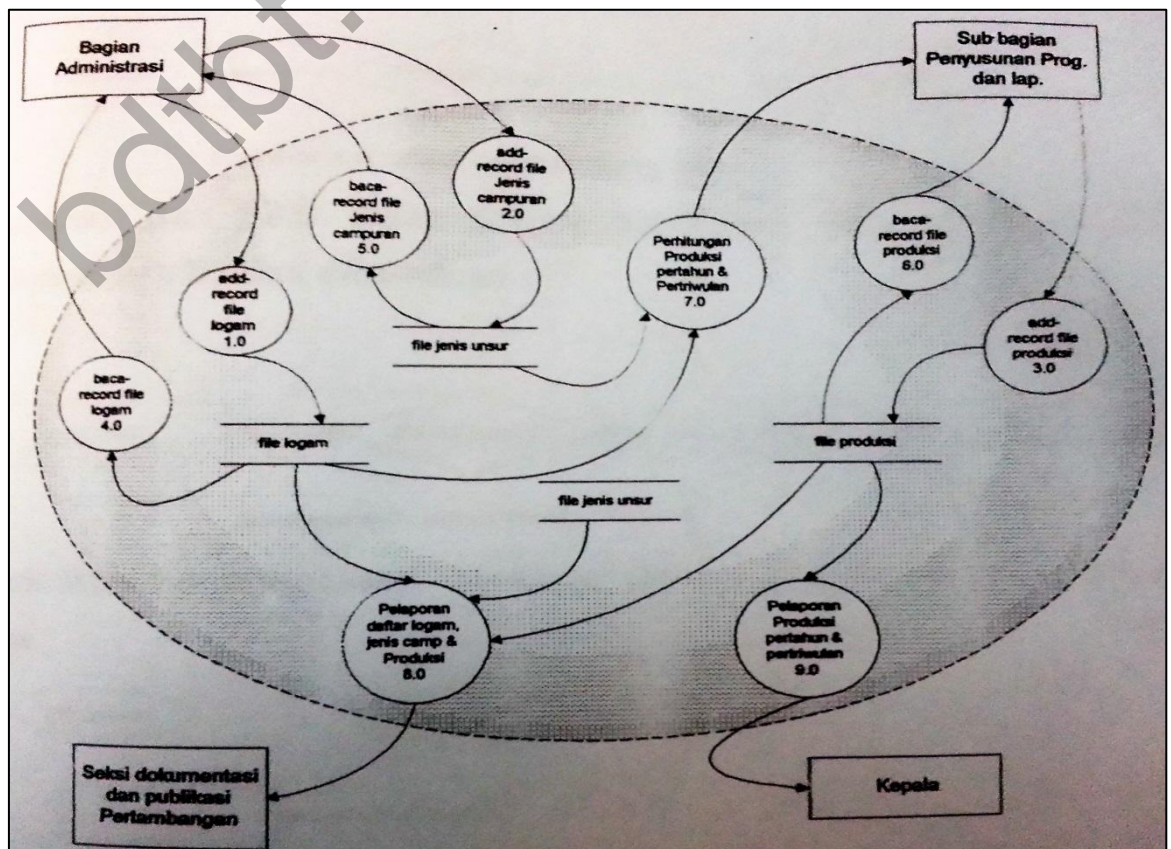 bdtbt.
Bagian
Administrasi
Sub bagian
Penyusunan Prog.
dan lap.
add-
record file
Jenis
campuran
2.0
baca-
record file
Jenis
campuran
5.0
baca-
record file
produksi
6.0
Perhitungan
Produksi
pertahun &
Pertriwulan
7.0
add-
record
file
logam
1.0
add-
record file
produksi
3.0
file jenis unsur
baca-
record file
logam
4.0
file logam
file produksi
file jenis unsur
Pelaporan
daftar logam,
jenis camp &
Produksi
8.0
Pelaporan
Produksi
pertahun &
pertriwulan
9.0
Seksi dokumentasi
dan publikasi
Pertambangan
Kepala